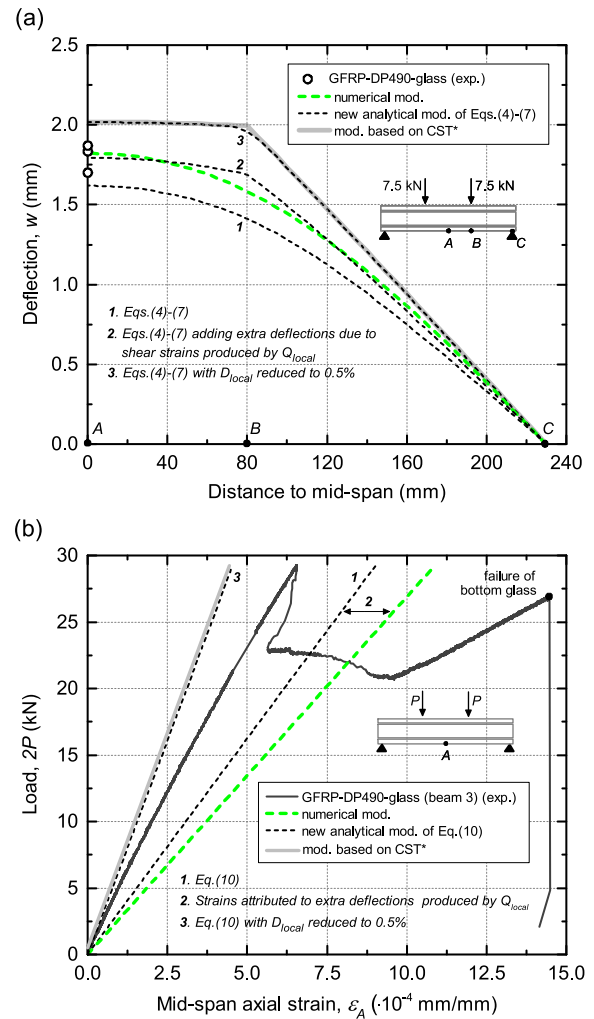 (a)
2.5
2.0
1.5
1.0
0.5
0.0
Deflection, w (mm)
GFRP-DP490-glass (exp.)
numerical mod.
new analytical mod. of Eqs.(4)-(7)
mod. based on CST*
3
2
1
7.5 kN
7.5 kN
A
B
C
1. Eqs.(4)-(7)
2. Eqs.(4)-(7) adding extra deflections due to
shear strains produced by Qlocal
3. Eqs.(4)-(7) with Dlocal reduced to 0.5%
A
B
C
0
40
80
120
160
200
240
Distance to mid-span (mm)
(b)
30
25
20
15
10
5
0
Load, 2P (kN)
3
1
2
failure of
bottom glass
P
P
A
GFRP-DP490-glass (beam 3) (exp.)
numerical mod.
new analytical mod. of Eq.(10)
mod. based on CST*
1. Eq.(10)
2. Strains attributed to extra deflections produced by Qlocal
3. Eq.(10) with Dlocal reduced to 0.5%
0.0
2.5
5.0
7.5
10.0
12.5
15.0
Mid-span axial strain, εA (·10-4 mm/mm)